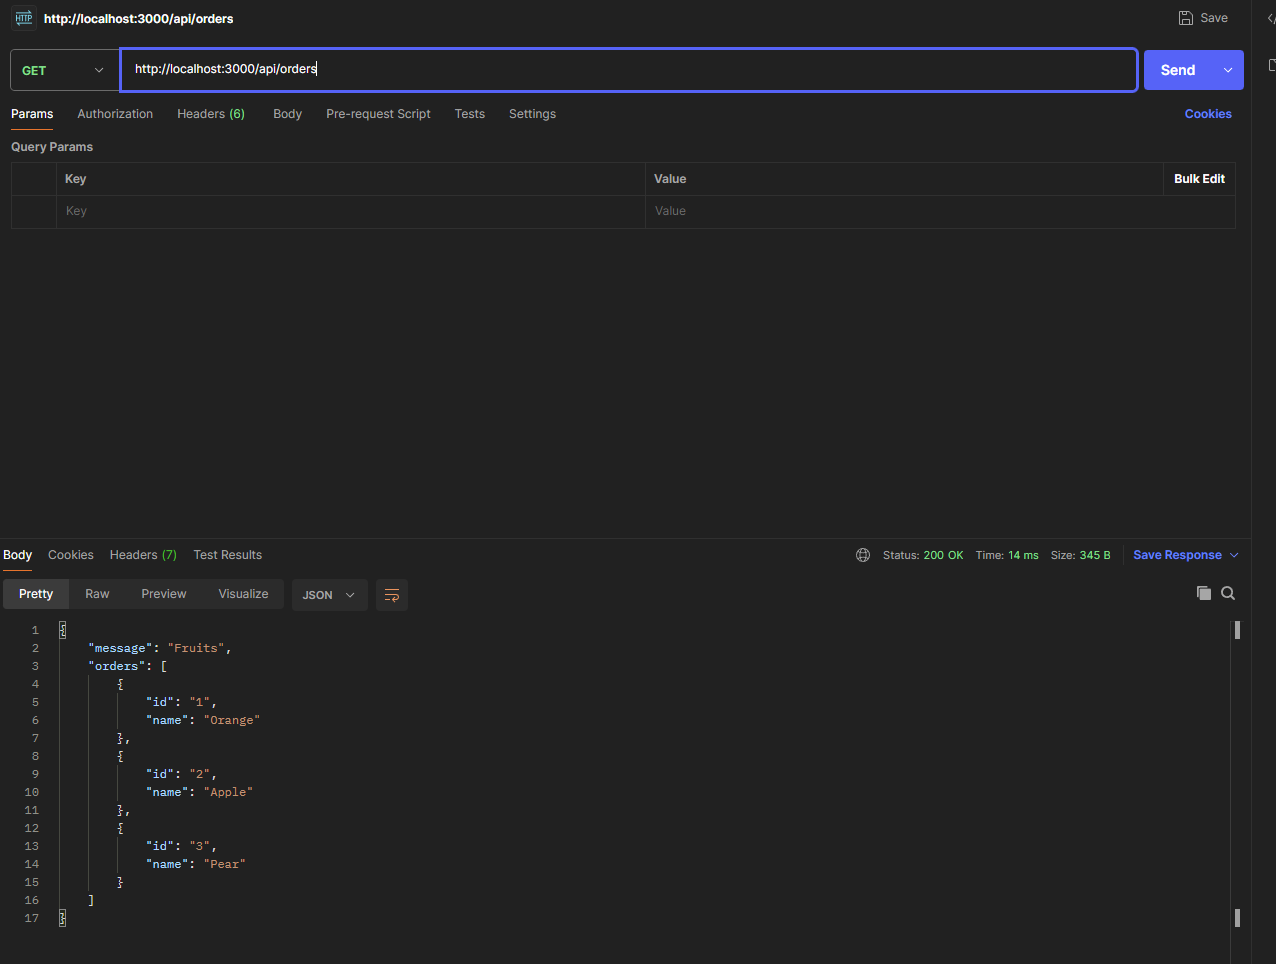 HTTP http://localhost:3000/api/orders Save
GET http://localhost:3000/api/orders Send
Params Authorization Headers (6) Body Pre-request Script Tests Settings Cookies
Query Params
Key Value Bulk Edit
Key Value
Body Cookies Headers (7) Test Results Status: 200 OK Time: 14 ms Size: 345 B Save Response
Pretty Raw Preview Visualize JSON
1 {
2 "message": "Fruits",
3 "orders": [
4 {
5 "id": "1",
6 "name": "Orange"
7 },
8 {
9 "id": "2",
10 "name": "Apple"
11 },
12 {
13 "id": "3",
14 "name": "Pear"
15 }
16 ]
17 }